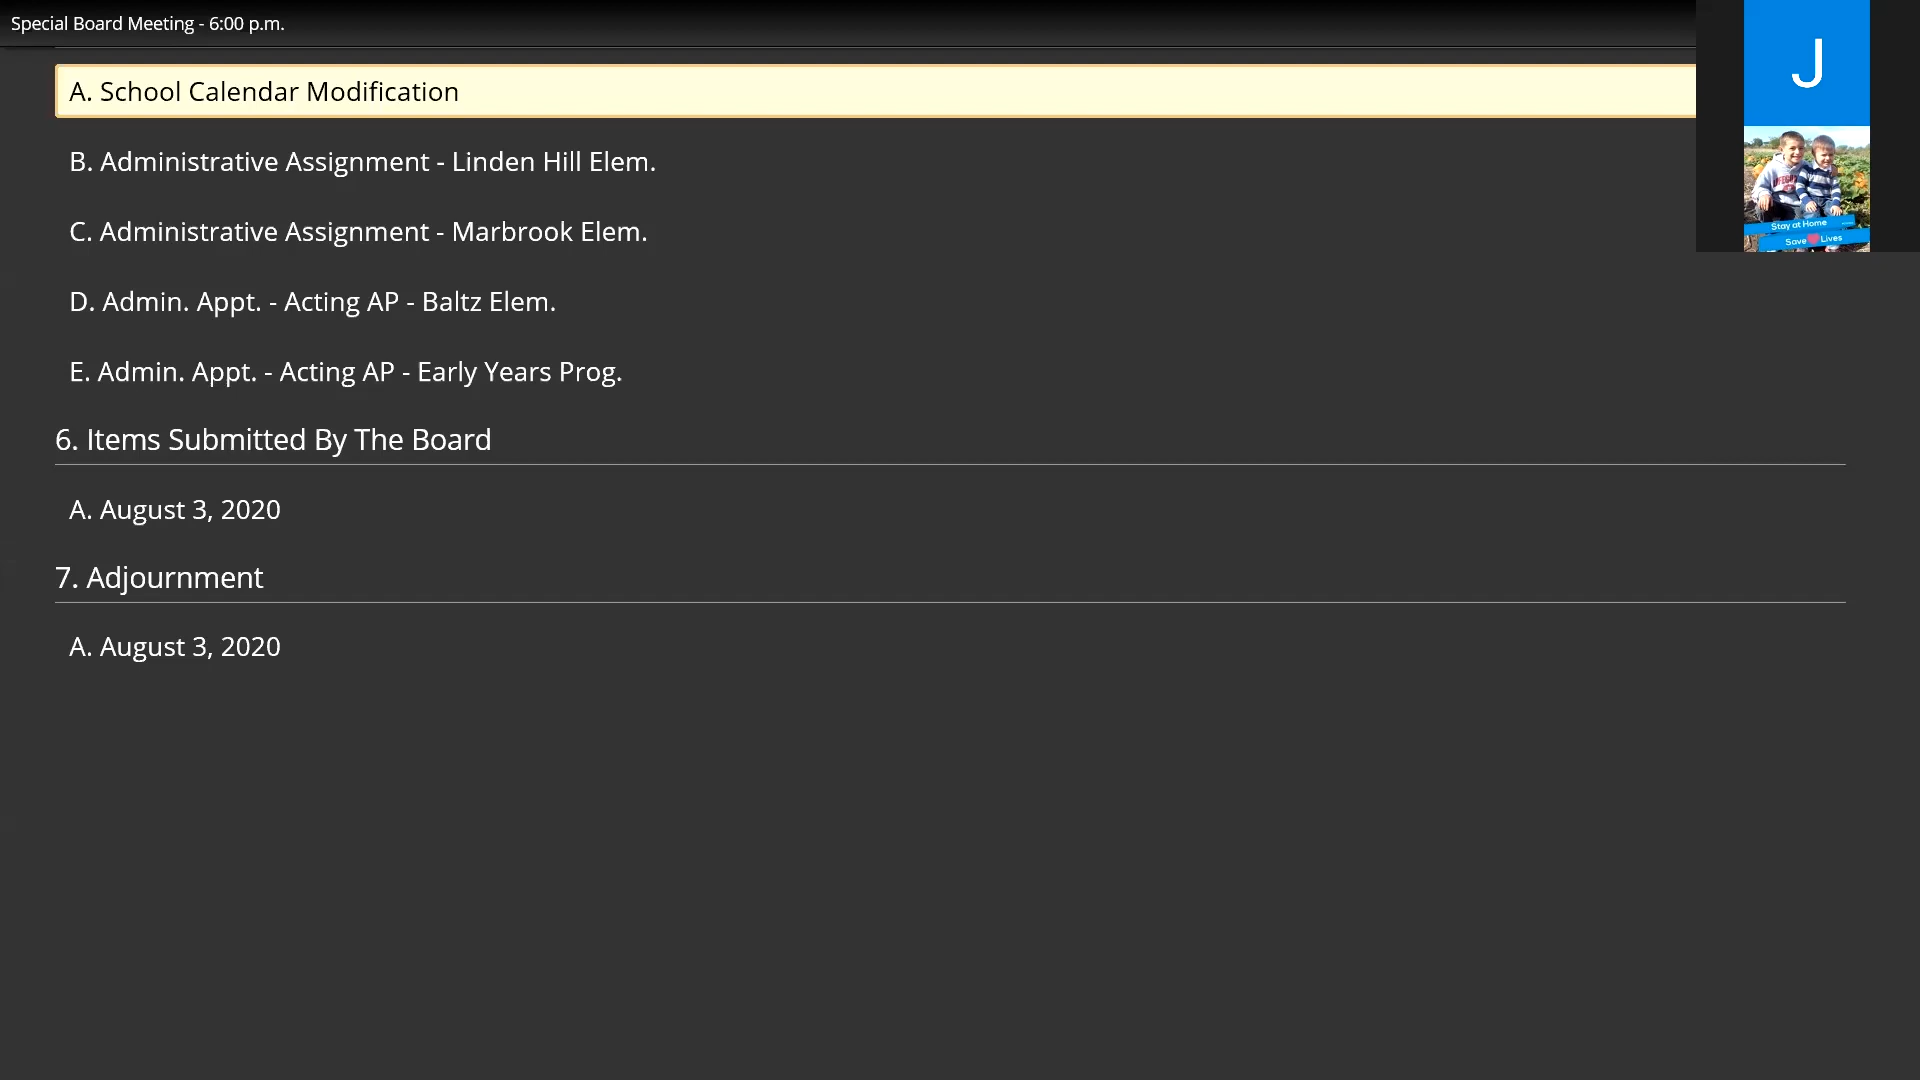 Special Board Meeting - 6:00 p.m.
J
A. School Calendar Modification
B. Administrative Assignment - Linden Hill Elem.
Stay at Home
Save Lives
C. Administrative Assignment - Marbrook Elem.
D. Admin. Appt. - Acting AP - Baltz Elem.
E. Admin. Appt. - Acting AP - Early Years Prog.
6. Items Submitted By The Board
A. August 3, 2020
7. Adjournment
A. August 3, 2020